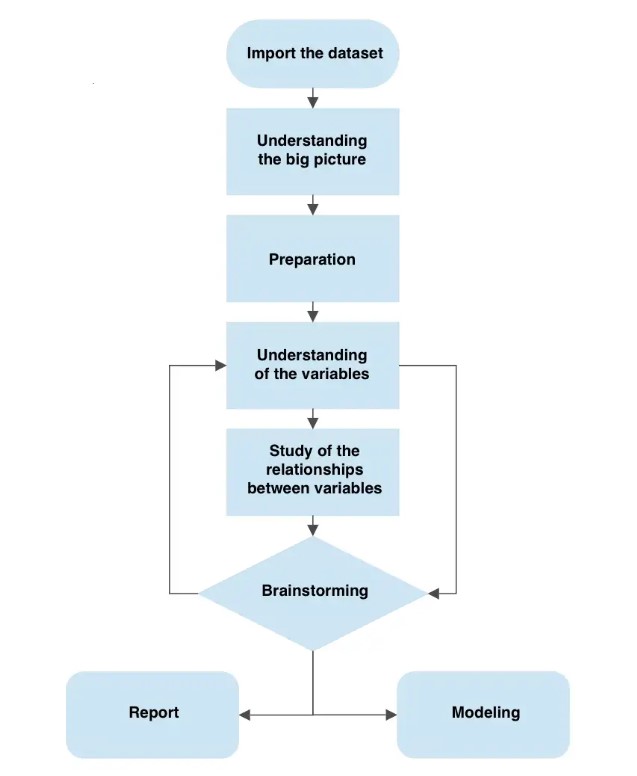 Import the dataset
Understanding
the big picture
Preparation
Understanding
of the variables
Study of the
relationships
between variables
Brainstorming
Report
Modeling